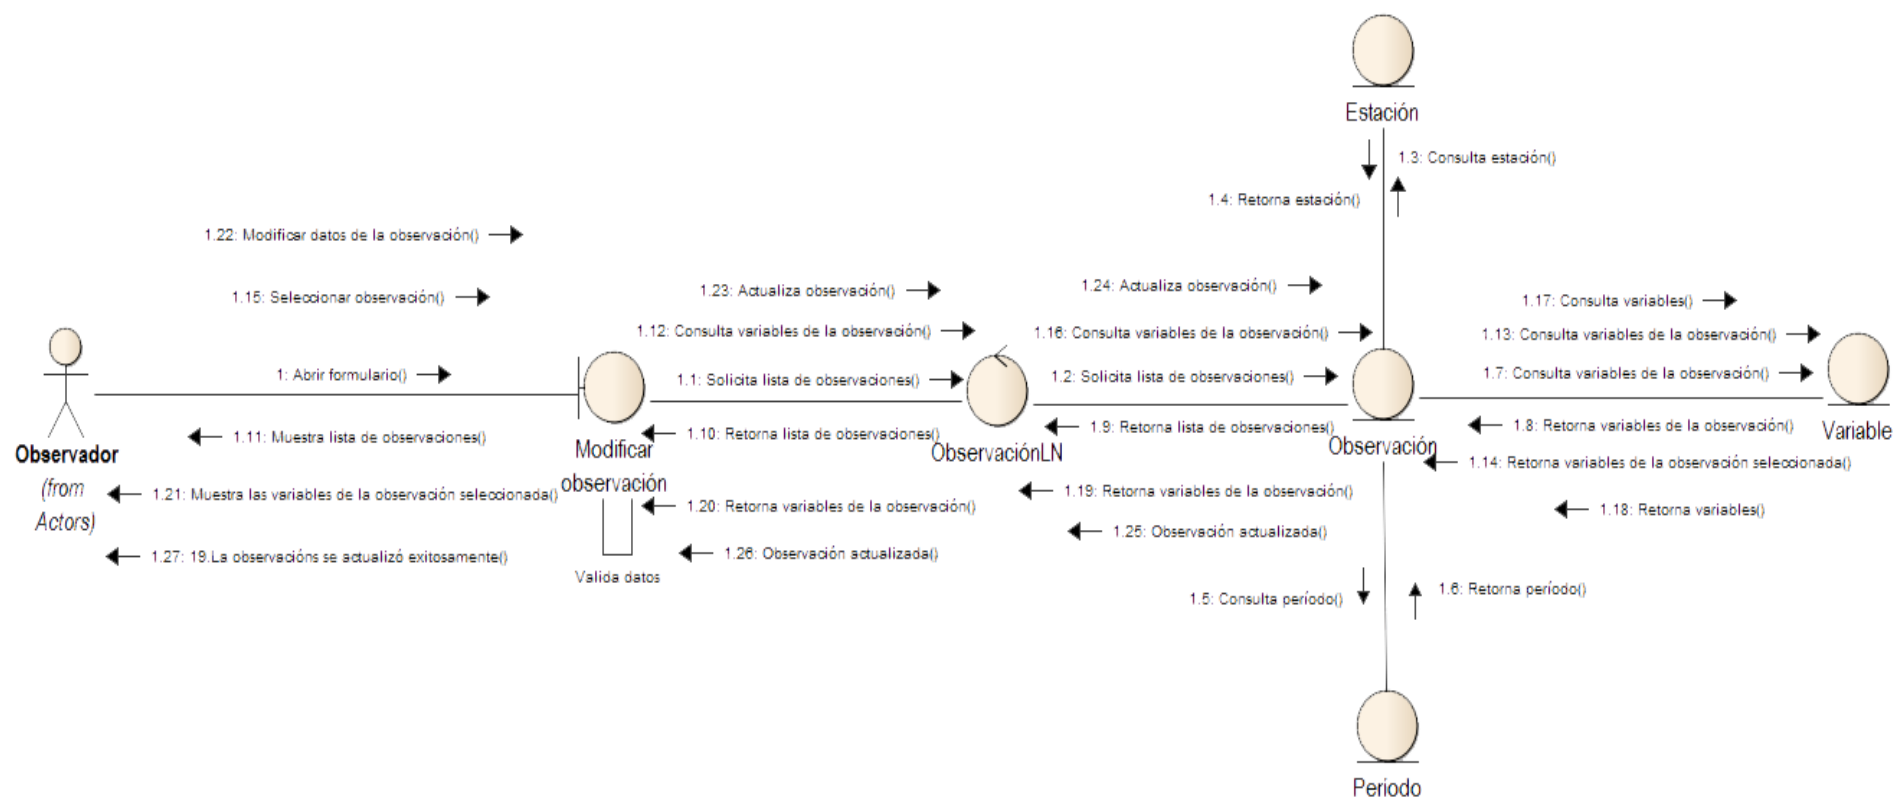 Estación
1.3: Consulta estación()
1.4: Retorna estación()
1.22: Modificar datos de la observación()
1.15: Seleccionar observación()
1.23: Actualiza observación()
1.24: Actualiza observación()
1.17: Consulta variables()
1.12: Consulta variables de la observación()
1.16: Consulta variables de la observación()
1.13: Consulta variables de la observación()
1: Abrir formulario()
1.1: Solicita lista de observaciones()
1.2: Solicita lista de observaciones()
1.7: Consulta variables de la observación()
1.11: Muestra lista de observaciones()
1.10: Retorna lista de observaciones()
1.9: Retorna lista de observaciones()
1.8: Retorna variables de la observación()
Observador
(from
Actors)
Modificar
observación
ObservaciónLN
Observación
Variable
1.14: Retorna variables de la observación seleccionada()
1.21: Muestra las variables de la observación seleccionada()
1.20: Retorna variables de la observación()
1.19: Retorna variables de la observación()
1.18: Retorna variables()
1.25: Observación actualizada()
1.27: 19.La observacións se actualizó exitosamente()
1.26: Observación actualizada()
Valida datos
1.5: Consulta período()
1.6: Retorna período()
Período